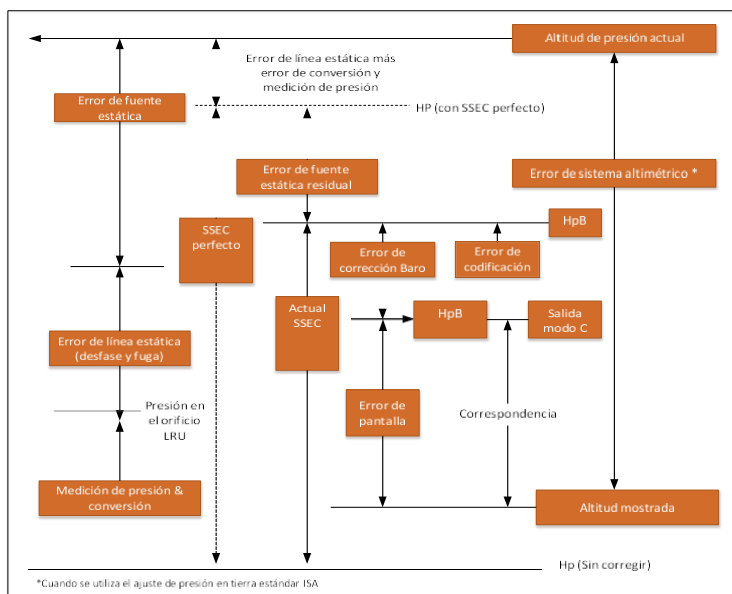 Altitud de presión actual
Error de línea estática más
error de conversión y
medición de presión
Error de fuente
estática
HP (con SSEC perfecto)
Error de fuente
estática residual
Error de sistema altimétrico *
SSEC
perfecto
HpB
Error de
corrección Baro
Error de
codificación
Actual
SSEC
HpB
Salida
modo C
Error de línea estática
(desfase y fuga)
Presión en
el orificio
LRU
Error de
pantalla
Correspondencia
Medición de presión &
conversión
Altitud mostrada
Hp (Sin corregir)
*Cuando se utiliza el ajuste de presión en tierra estándar ISA